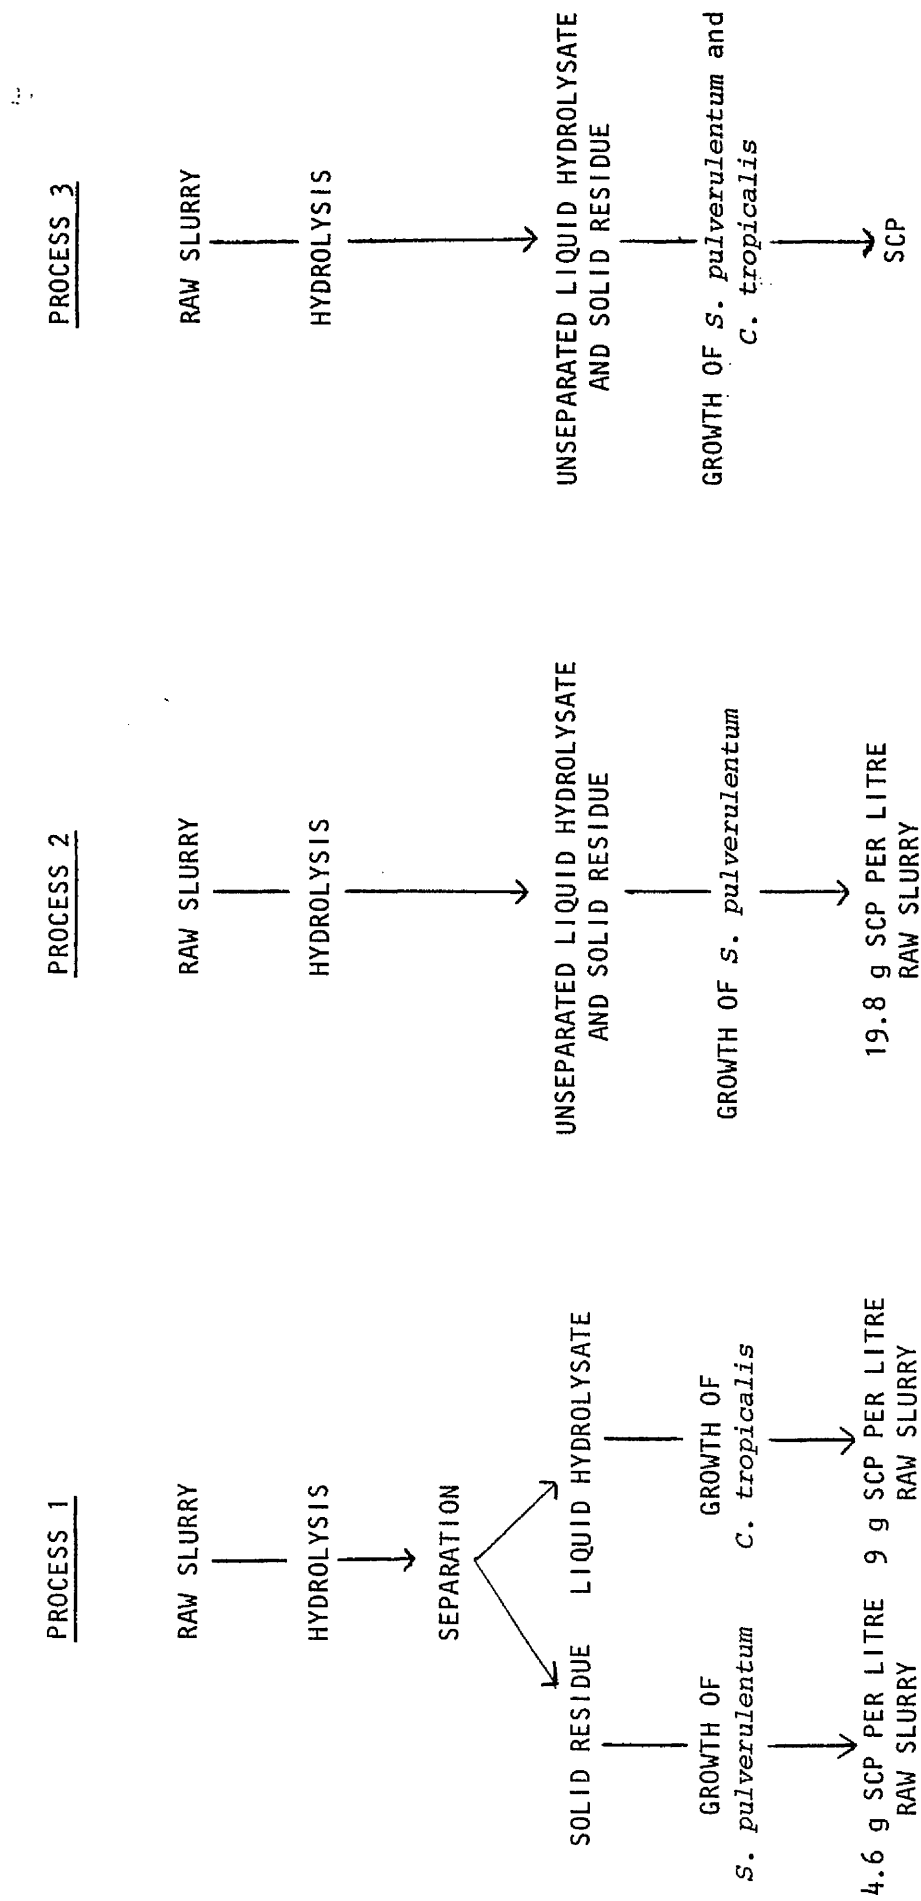 PROCESS 1
RAW SLURRY
HYDROLYSIS
SEPARATION
SOLID RESIDUE
GROWTH OF
S. pulverulentum
4.6 g SCP PER LITRE
RAW SLURRY
LIQUID HYDROLYSATE
GROWTH OF
C. tropicalis
9 g SCP PER LITRE
RAW SLURRY
PROCESS 2
RAW SLURRY
HYDROLYSIS
UNSEPARATED LIQUID HYDROLYSATE
AND SOLID RESIDUE
GROWTH OF S. pulverulentum
19.8 g SCP PER LITRE
RAW SLURRY
PROCESS 3
RAW SLURRY
HYDROLYSIS
UNSEPARATED LIQUID HYDROLYSATE
AND SOLID RESIDUE
GROWTH OF S. pulverulentum and
C. tropicalis
SCP